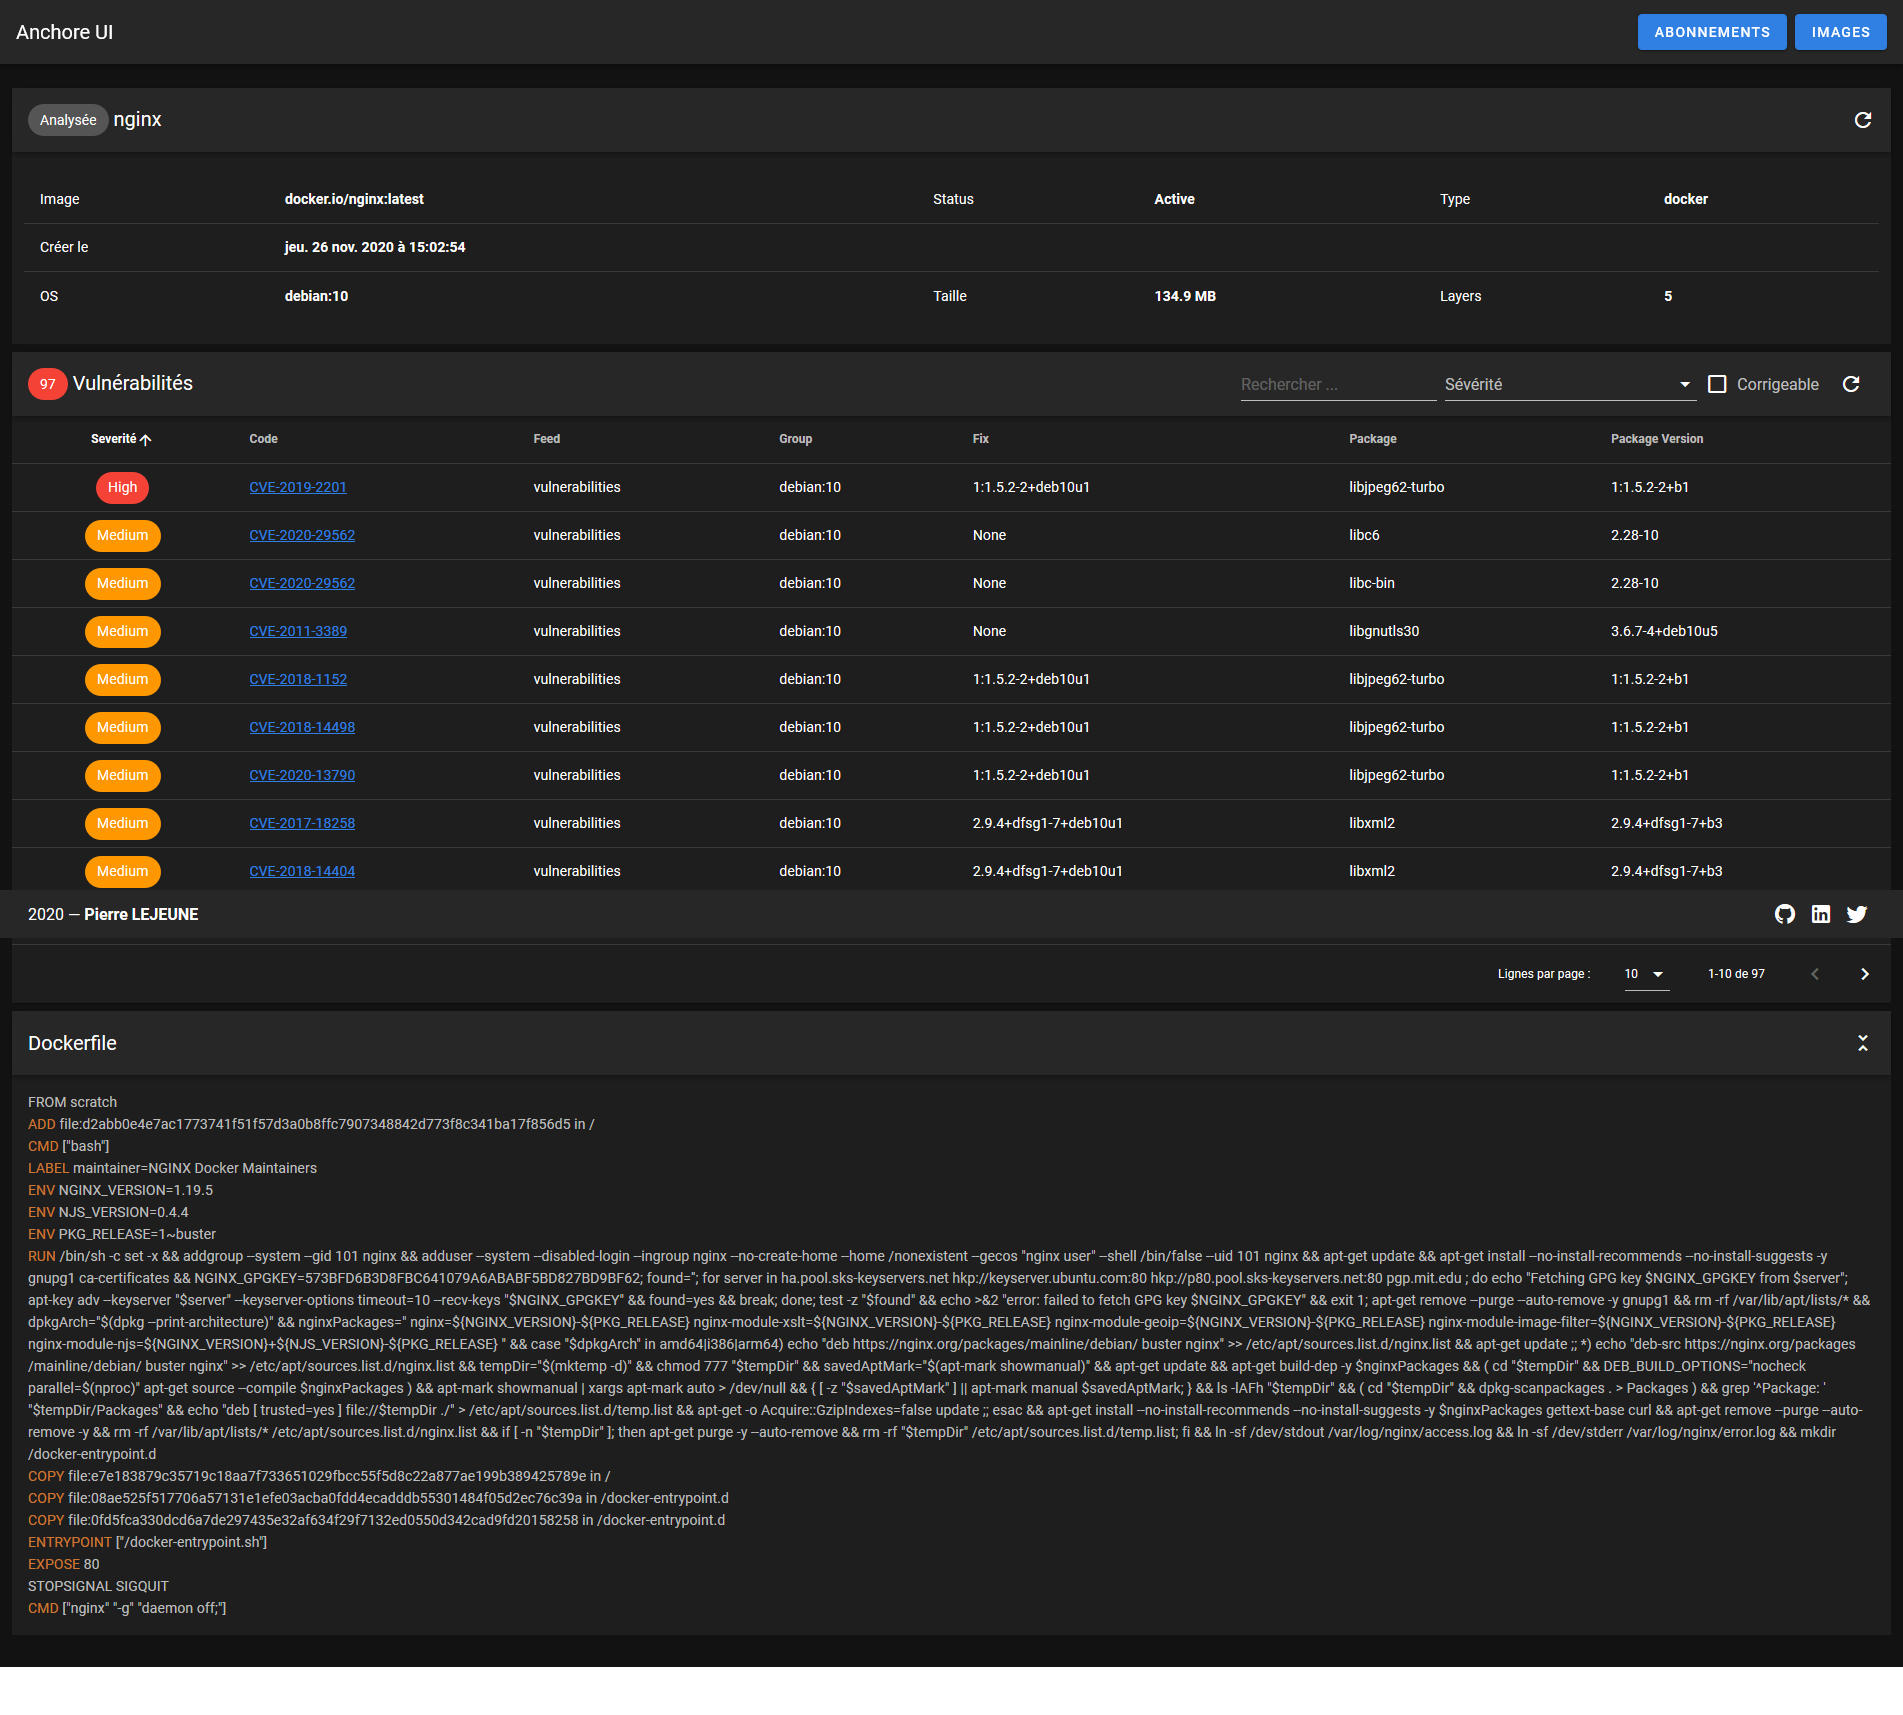 Anchore UI
ABONNEMENTS
IMAGES
Analysée nginx
Image docker.io/nginx:latest Status Active Type docker
Créer le jeu. 26 nov. 2020 à 15:02:54
OS debian:10 Taille 134.9 MB Layers 5
97 Vulnérabilités Rechercher ... Sévérité Corrigeable
Severité Code Feed Group Fix Package Package Version
High CVE-2019-2201 vulnerabilities debian:10 1:1.5.2-2+deb10u1 libjpeg62-turbo 1:1.5.2-2+b1
Medium CVE-2020-29562 vulnerabilities debian:10 None libc6 2.28-10
Medium CVE-2020-29562 vulnerabilities debian:10 None libc-bin 2.28-10
Medium CVE-2011-3389 vulnerabilities debian:10 None libgnutls30 3.6.7-4+deb10u5
Medium CVE-2018-1152 vulnerabilities debian:10 1:1.5.2-2+deb10u1 libjpeg62-turbo 1:1.5.2-2+b1
Medium CVE-2018-14498 vulnerabilities debian:10 1:1.5.2-2+deb10u1 libjpeg62-turbo 1:1.5.2-2+b1
Medium CVE-2020-13790 vulnerabilities debian:10 1:1.5.2-2+deb10u1 libjpeg62-turbo 1:1.5.2-2+b1
Medium CVE-2017-18258 vulnerabilities debian:10 2.9.4+dfsg1-7+deb10u1 libxml2 2.9.4+dfsg1-7+b3
Medium CVE-2018-14404 vulnerabilities debian:10 2.9.4+dfsg1-7+deb10u1 libxml2 2.9.4+dfsg1-7+b3
2020 — Pierre LEJEUNE
Lignes par page : 10 1-10 de 97
Dockerfile
FROM scratch
ADD file:d2abb0e4e7ac1773741f51f57d3a0b8ffc7907348842d773f8c341ba17f856d5 in /
CMD ["bash"]
LABEL maintainer=NGINX Docker Maintainers
ENV NGINX_VERSION=1.19.5
ENV NJS_VERSION=0.4.4
ENV PKG_RELEASE=1~buster
RUN /bin/sh -c set -x && addgroup --system --gid 101 nginx && adduser --system --disabled-login --ingroup nginx --no-create-home --home /nonexistent --gecos "nginx user" --shell /bin/false --uid 101 nginx && apt-get update && apt-get install --no-install-recommends --no-install-suggests -y
gnupg1 ca-certificates && NGINX_GPGKEY=573BFD6B3D8FBC641079A6ABABF5BD827BD9BF62; found=''; for server in ha.pool.sks-keyservers.net hkp://keyserver.ubuntu.com:80 hkp://p80.pool.sks-keyservers.net:80 pgp.mit.edu ; do echo "Fetching GPG key $NGINX_GPGKEY from $server";
apt-key adv --keyserver "$server" --keyserver-options timeout=10 --recv-keys "$NGINX_GPGKEY" && found=yes && break; done; test -z "$found" && echo >&2 "error: failed to fetch GPG key $NGINX_GPGKEY" && exit 1; apt-get remove --purge --auto-remove -y gnupg1 && rm -rf /var/lib/apt/lists/* &&
dpkgArch="$(dpkg --print-architecture)" && nginxPackages=" nginx=${NGINX_VERSION}-${PKG_RELEASE} nginx-module-xslt=${NGINX_VERSION}-${PKG_RELEASE} nginx-module-geoip=${NGINX_VERSION}-${PKG_RELEASE} nginx-module-image-filter=${NGINX_VERSION}-${PKG_RELEASE}
nginx-module-njs=${NGINX_VERSION}+${NJS_VERSION}-${PKG_RELEASE} " && case "$dpkgArch" in amd64|i386|arm64) echo "deb https://nginx.org/packages/mainline/debian/ buster nginx" >> /etc/apt/sources.list.d/nginx.list && apt-get update ;; *) echo "deb-src https://nginx.org/packages
/mainline/debian/ buster nginx" >> /etc/apt/sources.list.d/nginx.list && tempDir="$(mktemp -d)" && chmod 777 "$tempDir" && savedAptMark="$(apt-mark showmanual)" && apt-get update && apt-get build-dep -y $nginxPackages && ( cd "$tempDir" && DEB_BUILD_OPTIONS="nocheck
parallel=$(nproc)" apt-get source --compile $nginxPackages ) && apt-mark showmanual | xargs apt-mark auto > /dev/null && { [ -z "$savedAptMark" ] || apt-mark manual $savedAptMark; } && ls -lAFh "$tempDir" && ( cd "$tempDir" && dpkg-scanpackages . > Packages ) && grep '^Package: '
"$tempDir/Packages" && echo "deb [ trusted=yes ] file://$tempDir ./" > /etc/apt/sources.list.d/temp.list && apt-get -o Acquire::GzipIndexes=false update ;; esac && apt-get install --no-install-recommends --no-install-suggests -y $nginxPackages gettext-base curl && apt-get remove --purge --auto-
remove -y && rm -rf /var/lib/apt/lists/* /etc/apt/sources.list.d/nginx.list && if [ -n "$tempDir" ]; then apt-get purge -y --auto-remove && rm -rf "$tempDir" /etc/apt/sources.list.d/temp.list; fi && ln -sf /dev/stdout /var/log/nginx/access.log && ln -sf /dev/stderr /var/log/nginx/error.log && mkdir
/docker-entrypoint.d
COPY file:e7e183879c35719c18aa7f733651029fbcc55f5d8c22a877ae199b389425789e in /
COPY file:08ae525f517706a57131e1efe03acba0fdd4ecadddb55301484f05d2ec76c39a in /docker-entrypoint.d
COPY file:0fd5fca330dcd6a7de297435e32af634f29f7132ed0550d342cad9fd20158258 in /docker-entrypoint.d
ENTRYPOINT ["/docker-entrypoint.sh"]
EXPOSE 80
STOPSIGNAL SIGQUIT
CMD ["nginx" "-g" "daemon off;"]